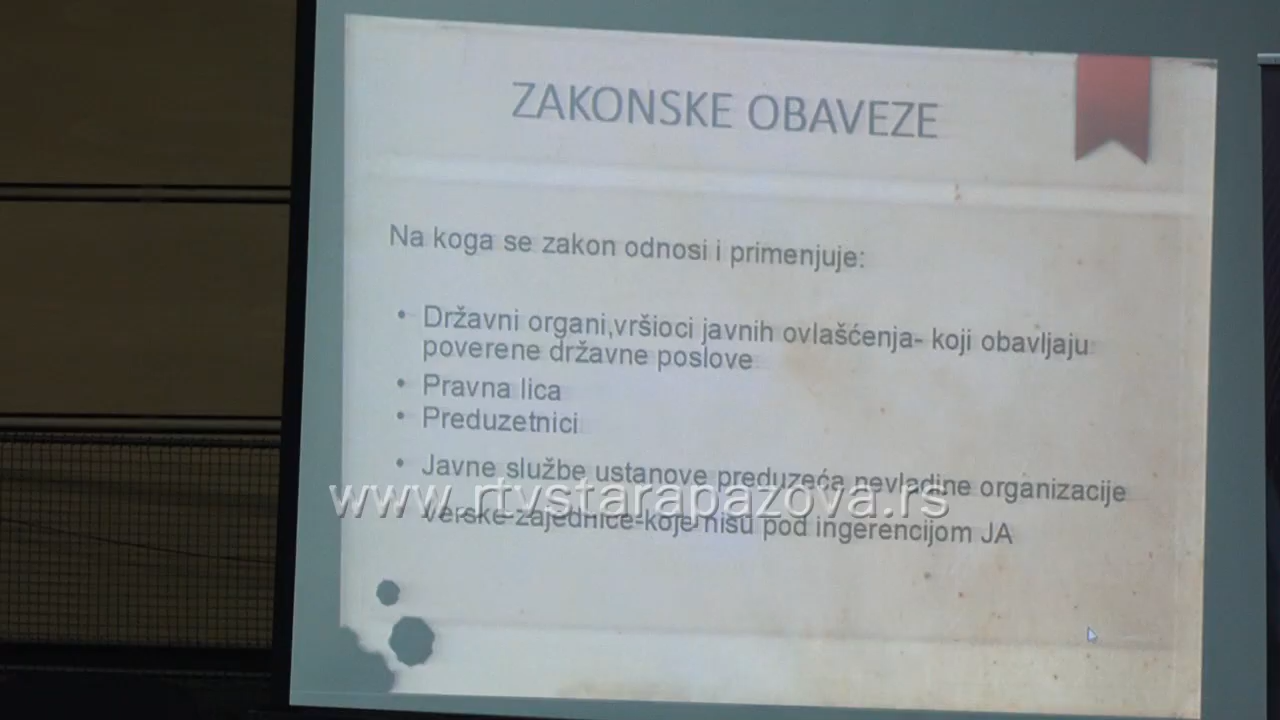 ZAKONSKE OBAVEZE
Na koga se zakon odnosi i primenjuje:
• Državni organi,vršioci javnih ovlašćenja- koji obavljaju
poverene državne poslove
• Pravna lica
• Preduzetnici
• Javne službe ustanove preduzeća nevladine organizacije
www.rtvstarapazova.rs
verske zajednice-koje nisu pod ingerencijom JA